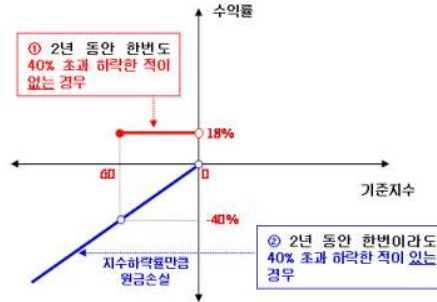 수익률
① 2년 동안 한번도
40% 초과 하락한 적이
없는 경우
18%
60
0
기준지수
-40%
② 2년 동안 한번이라도
40% 초과 하락한 적이 있는
경우
지수하락률만큼
원금손실